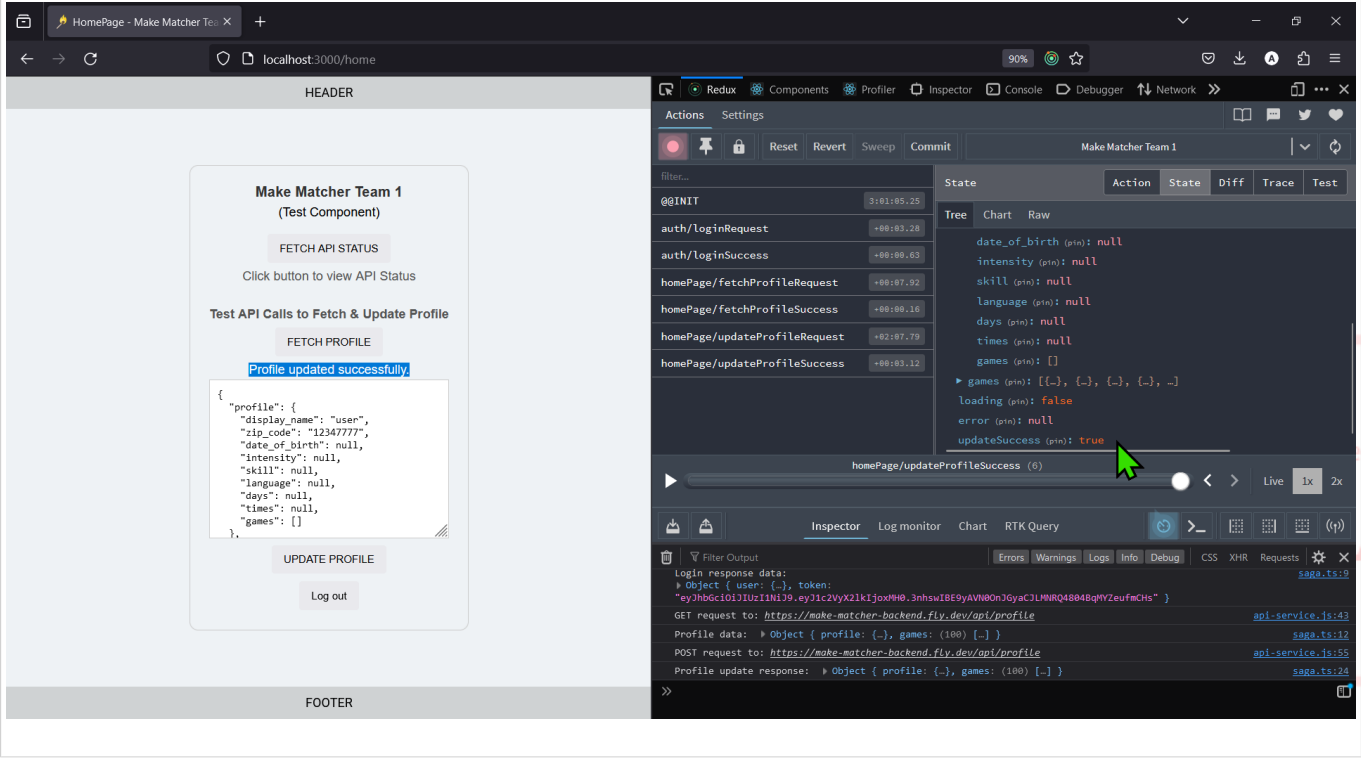 HomePage - Make Matcher Tea
localhost:3000/home
90%
HEADER
Make Matcher Team 1
(Test Component)
FETCH API STATUS
Click button to view API Status
Test API Calls to Fetch & Update Profile
FETCH PROFILE
Profile updated successfully.
{
"profile": {
"display_name": "user",
"zip_code": "12347777",
"date_of_birth": null,
"intensity": null,
"skill": null,
"language": null,
"days": null,
"times": null,
"games": []
},
UPDATE PROFILE
Log out
FOOTER
Redux Components Profiler Inspector Console Debugger Network
Actions Settings
Reset Revert Sweep Commit Make Matcher Team 1
filter...
@@INIT 3:01:05.25
auth/loginRequest +00:03.28
auth/loginSuccess +00:00.63
homePage/fetchProfileRequest +00:07.92
homePage/fetchProfileSuccess +00:00.16
homePage/updateProfileRequest +02:07.79
homePage/updateProfileSuccess +00:03.12
State Action State Diff Trace Test
Tree Chart Raw
date_of_birth (pin): null
intensity (pin): null
skill (pin): null
language (pin): null
days (pin): null
times (pin): null
games (pin): []
games (pin): [{…}, {…}, {…}, {…}, …]
loading (pin): false
error (pin): null
updateSuccess (pin): true
homePage/updateProfileSuccess (6)
Live 1x 2x
Inspector Log monitor Chart RTK Query
Filter Output Errors Warnings Logs Info Debug CSS XHR Requests
Login response data: saga.ts:9
Object { user: {…}, token:
GET request to: https://make-matcher-backend.fly.dev/api/profile api-service.js:43
Profile data: Object { profile: {…}, games: (100) […] } saga.ts:12
POST request to: https://make-matcher-backend.fly.dev/api/profile api-service.js:55
Profile update response: Object { profile: {…}, games: (100) […] } saga.ts:24